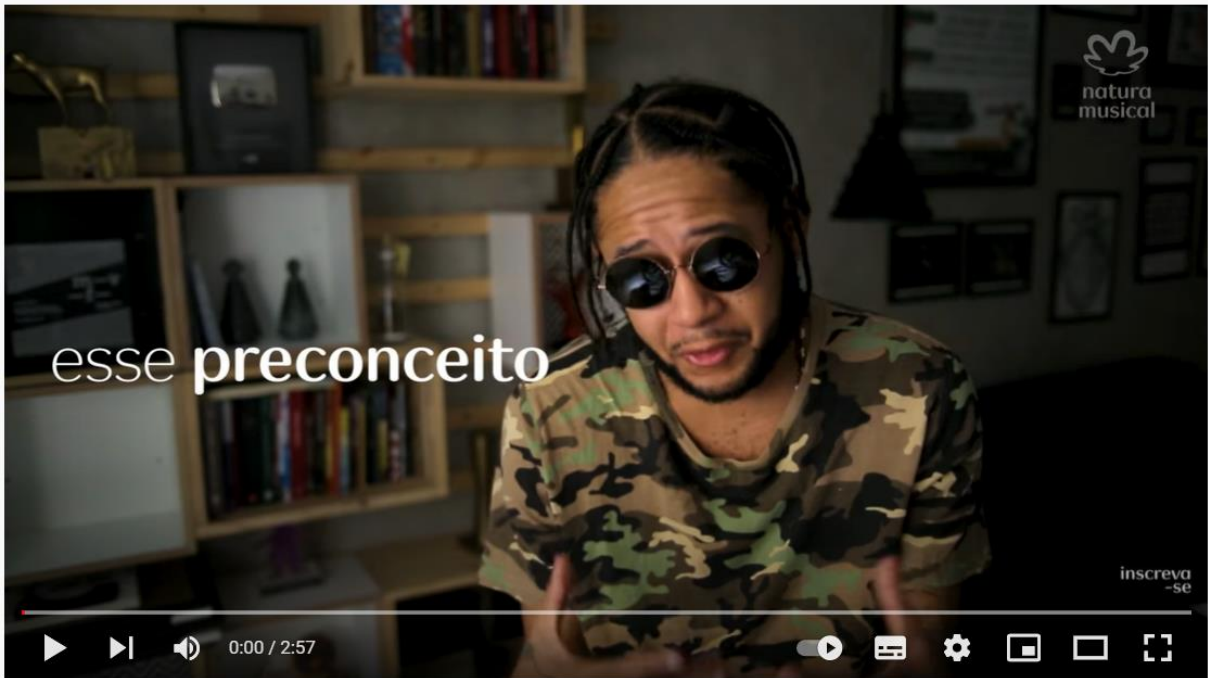 natura
musical
esse preconceito
inscreva
-se
0:00 / 2:57